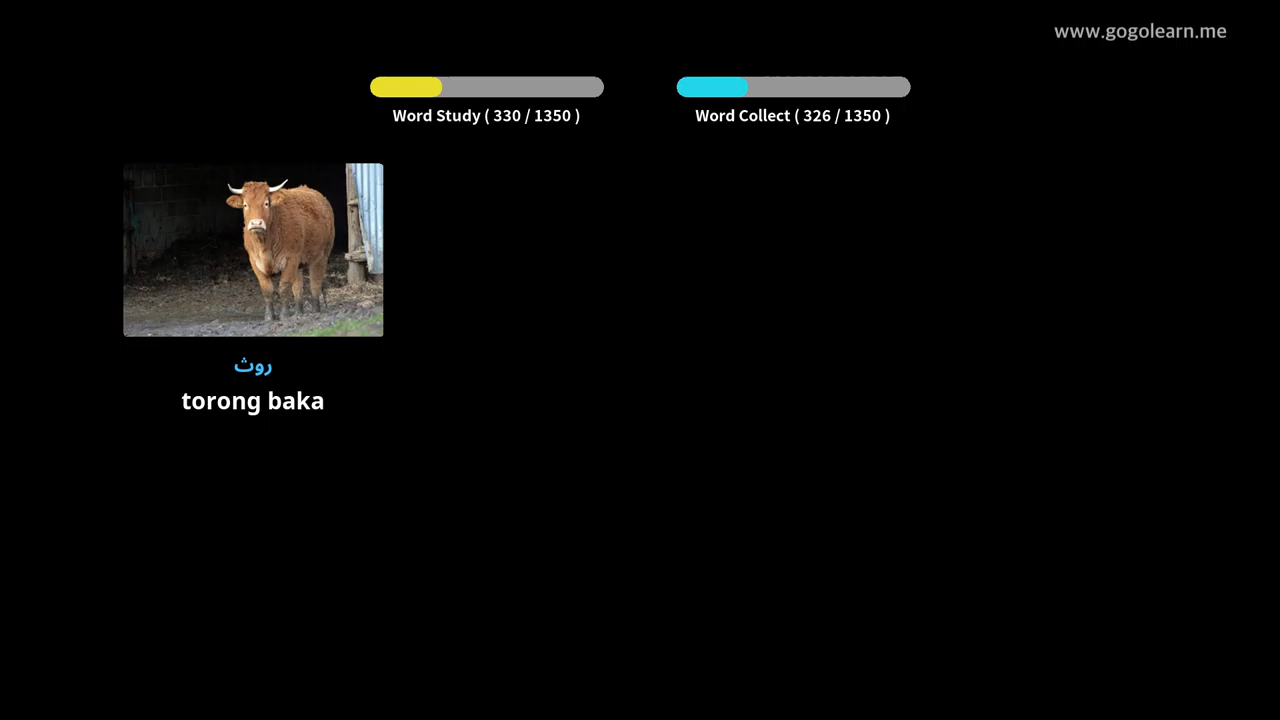 www.gogolearn.me
Word Study ( 330 / 1350 )
Word Collect ( 326 / 1350 )
روث
torong baka